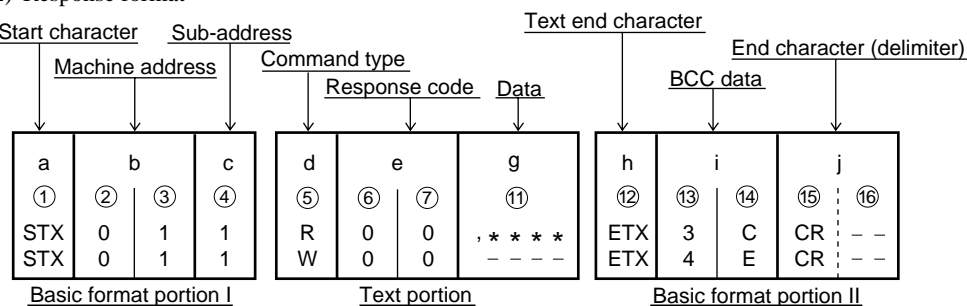 Response format
Start character Sub-address Text end character
Machine address Command type End character (delimiter)
Response code Data BCC data
a b c d e g h i j
① ② ③ ④ ⑤ ⑥ ⑦ ⑪ ⑫ ⑬ ⑭ ⑮ ⑯
STX 0 1 1 R 0 0 , * * * * ETX 3 C CR – –
STX 0 1 1 W 0 0 – – – – ETX 4 E CR – –
Basic format portion I Text portion Basic format portion II